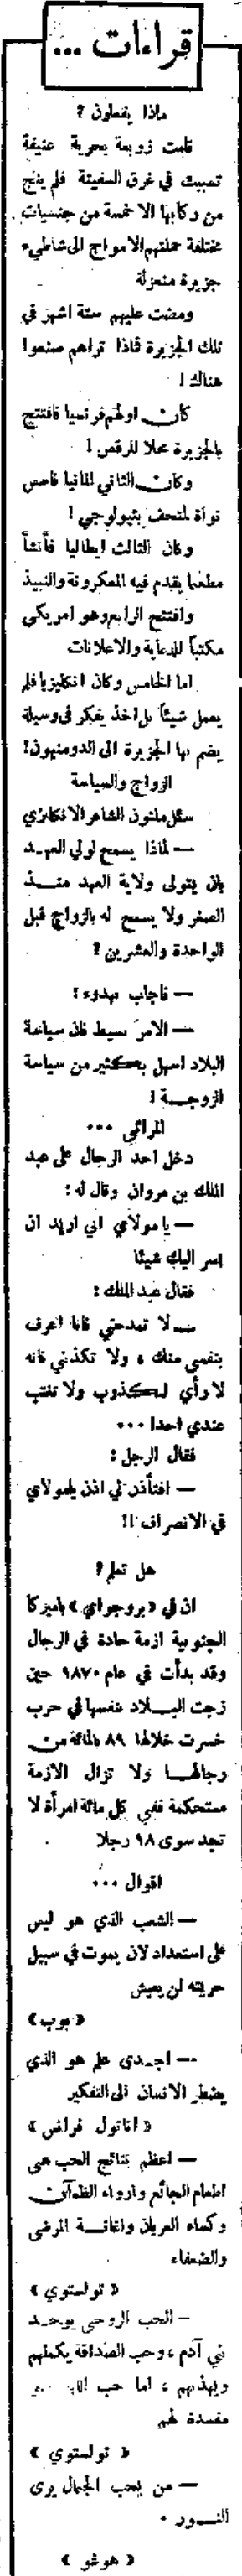 قراءات ...
ماذا يفعلون ؟
قامت زوبعة بحرية عنيفة
تسببت في غرق السفينة فلم ينج
من ركابها الا خمسة من جنسيات
مختلفة حملتهم الامواج الى شاطىء
جزيرة منعزلة
ومضت عليهم ستة اشهر في
تلك الجزيرة فماذا تراهم صنعوا
هناك !
كان اولهم فرنسيا فافتتح
بالجزيرة محلا للرقص !
وكان الثاني المانيا فاسس
نواة لمتحف بيولوجي !
وكان الثالث ايطاليا فأنشأ
مطعما يقدم فيه المكرونة والنبيذ
وافتتح الرابع وهو امريكي
مكتبا للدعاية والاعلانات
اما الخامس وكان انكليزيا فلم
يعمل شيئاً بل اخذ يفكر في وسيلة
يضم بها الجزيرة الى الدومنيون !
الزواج والسياسة
سئل ملتون الشاعر الانكليزي
— لماذا يسمح لولي العهد
بان يتولى ولاية العهد منذ
الصغر ولا يسمح له بالزواج قبل
الواحدة والعشرين ؟
— فاجاب بهدوء :
— الامر بسيط فان سياسة
البلاد اسهل بكثير من سياسة
الزوجة !
المرائي ...
دخل احد الرجال على عبد
الملك بن مروان وقال له :
— يا مولاي اني اريد ان
اسر اليك شيئا
فقال عبد الملك :
— لا تمدحني فانا اعرف
بنفسي منك ، ولا تكذبني فانه
لا رأي لكذوب ولا تغتب
عندي احدا ...
فقال الرجل :
— افتأذن لي اذن يا مولاي
في الانصراف !!
هل تعلم ؟
ان في « بروجواي » باميركا
الجنوبية ازمة حادة في الرجال
وقد بدأت في عام ١٨٧٠ حين
زجت البلاد نفسها في حرب
خسرت خلالها ٨٩ بالمائة من
رجالها ولا تزال الازمة
مستحكمة ففي كل مائة امرأة لا
تجد سوى ١٨ رجلا .
اقوال ...
— الشعب الذي هو ليس
على استعداد لان يموت في سبيل
حريته لن يعيش
« بوب »
— اجدى علم هو الذي
يضطر الانسان الى التفكير
« اناتول فرانس »
— اعظم نتائج الحب هى
اطعام الجائع وارواء الظمآن
وكساء العريان واغاثة المرضى
والضعفاء
« تولستوي »
— الحب الروحي يوحد
بني آدم ، وحب الصداقة يكملهم
ويهذبهم ، اما حب
مفسدة لهم
« تولستوي »
— من يحب الجمال يرى
النور .
« هوغو »